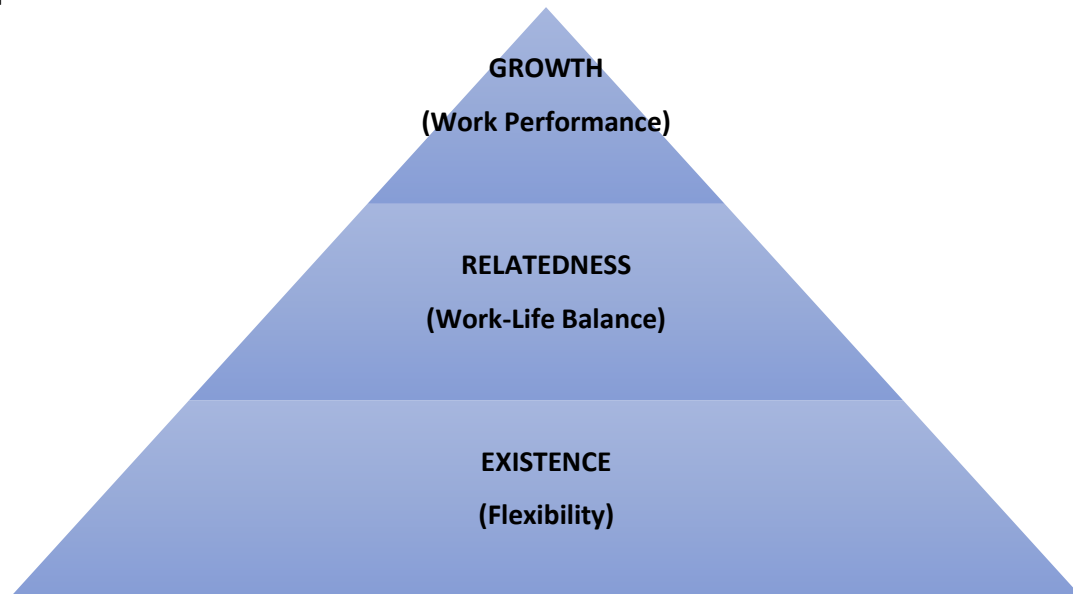 GROWTH
(Work Performance)
RELATEDNESS
(Work-Life Balance)
EXISTENCE
(Flexibility)